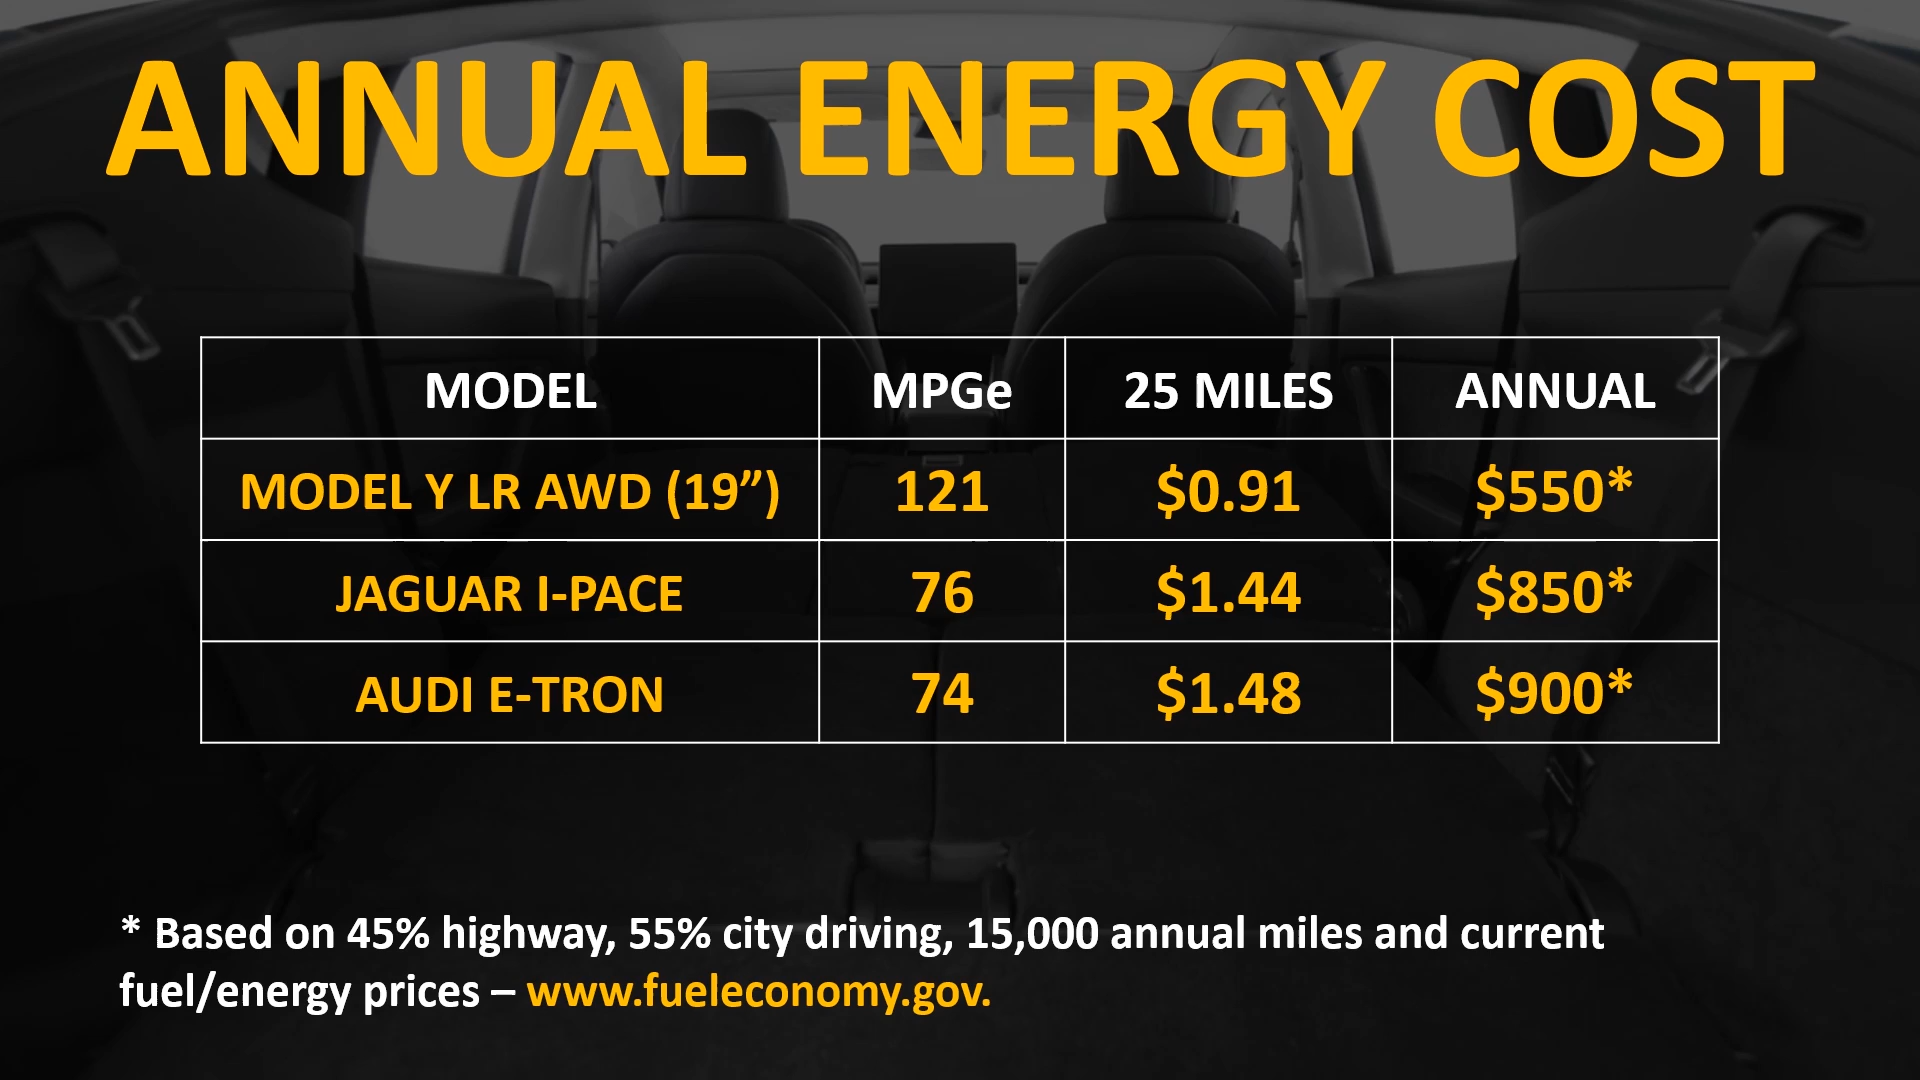 ANNUAL ENERGY COST
MODEL MPGe 25 MILES ANNUAL
MODEL Y LR AWD (19”) 121 $0.91 $550*
JAGUAR I-PACE 76 $1.44 $850*
AUDI E-TRON 74 $1.48 $900*
* Based on 45% highway, 55% city driving, 15,000 annual miles and current
fuel/energy prices – www.fueleconomy.gov.